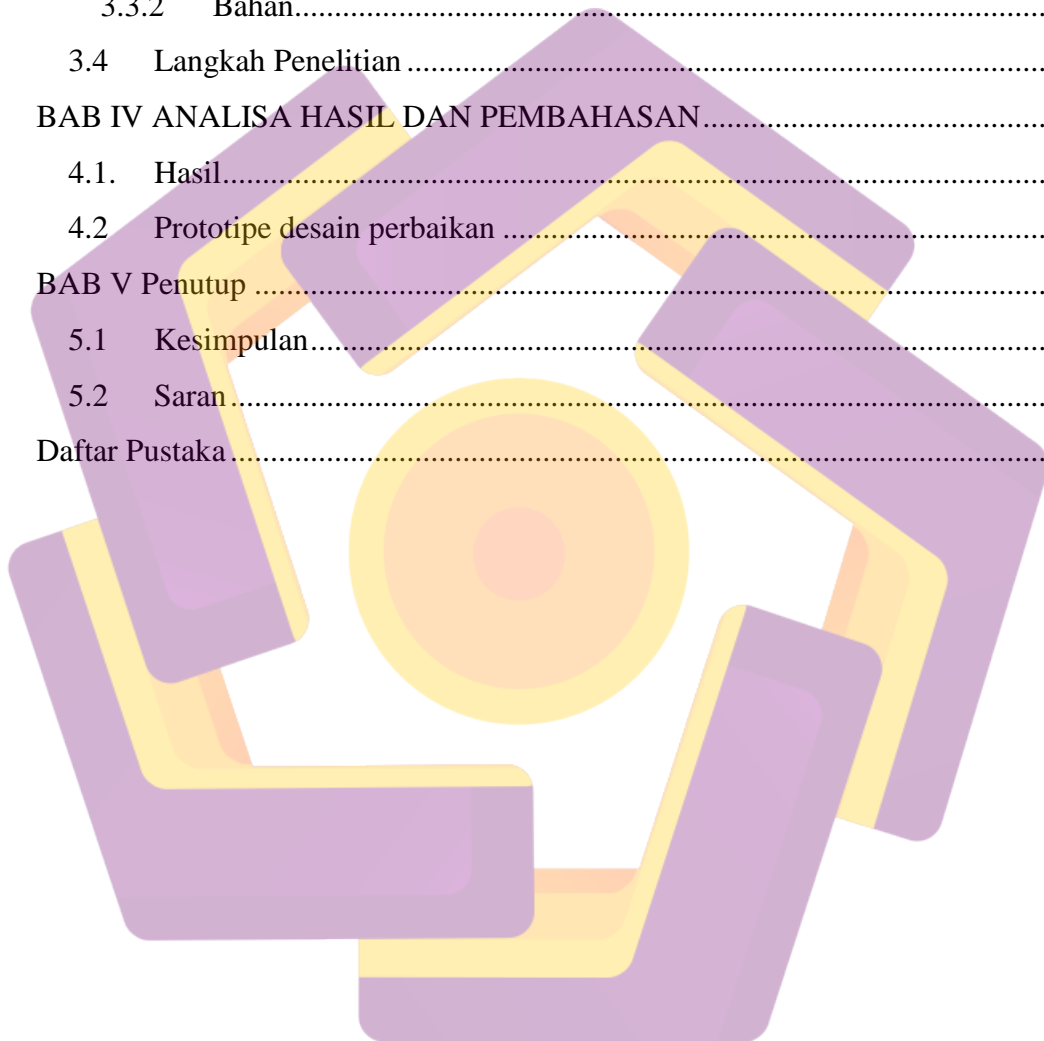 3.3.2 Bahan..........................................................................................
3.4 Langkah Penelitian ................................................................................
BAB IV ANALISA HASIL DAN PEMBAHASAN...........................................
4.1. Hasil........................................................................................................
4.2 Prototipe desain perbaikan ....................................................................
BAB V Penutup ...................................................................................................
5.1 Kesimpulan............................................................................................
5.2 Saran ......................................................................................................
Daftar Pustaka ......................................................................................................